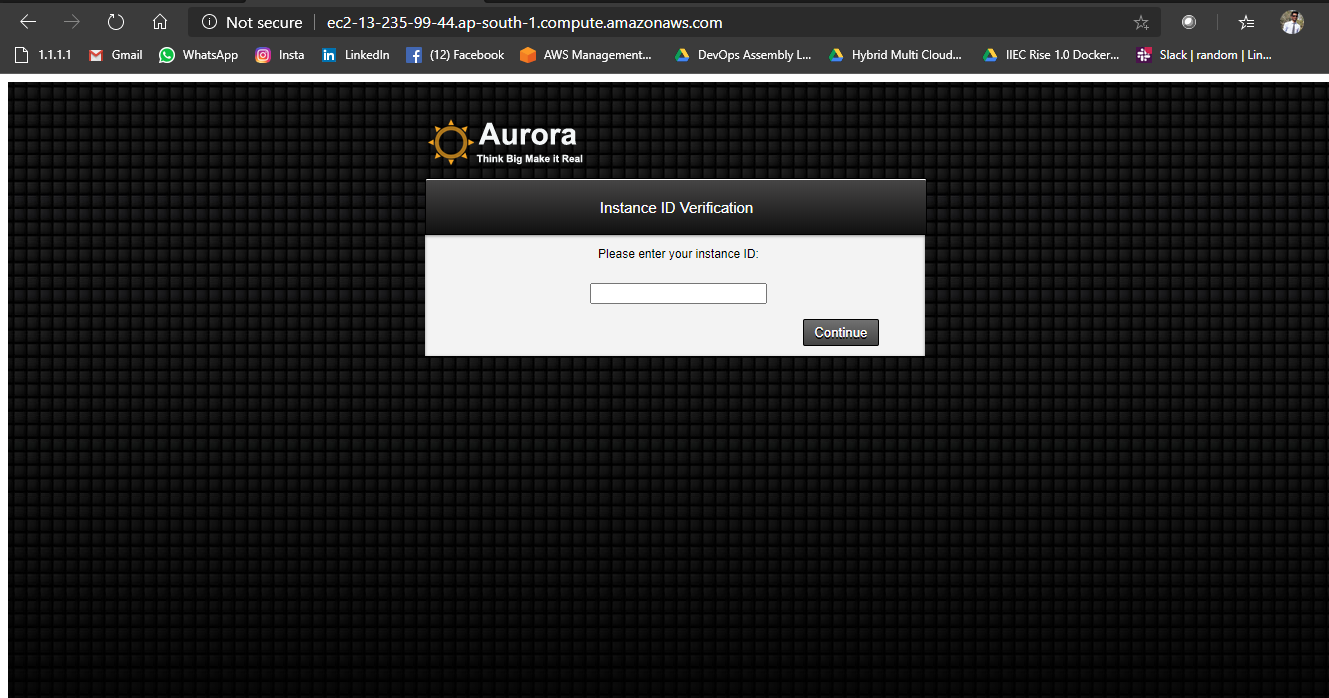 Not secure
ec2-13-235-99-44.ap-south-1.compute.amazonaws.com
1.1.1.1 Gmail WhatsApp Insta LinkedIn (12) Facebook AWS Management... DevOps Assembly L... Hybrid Multi Cloud... IIEC Rise 1.0 Docker... Slack | random | Lin...
Aurora
Think Big Make it Real
Instance ID Verification
Please enter your instance ID:
Continue